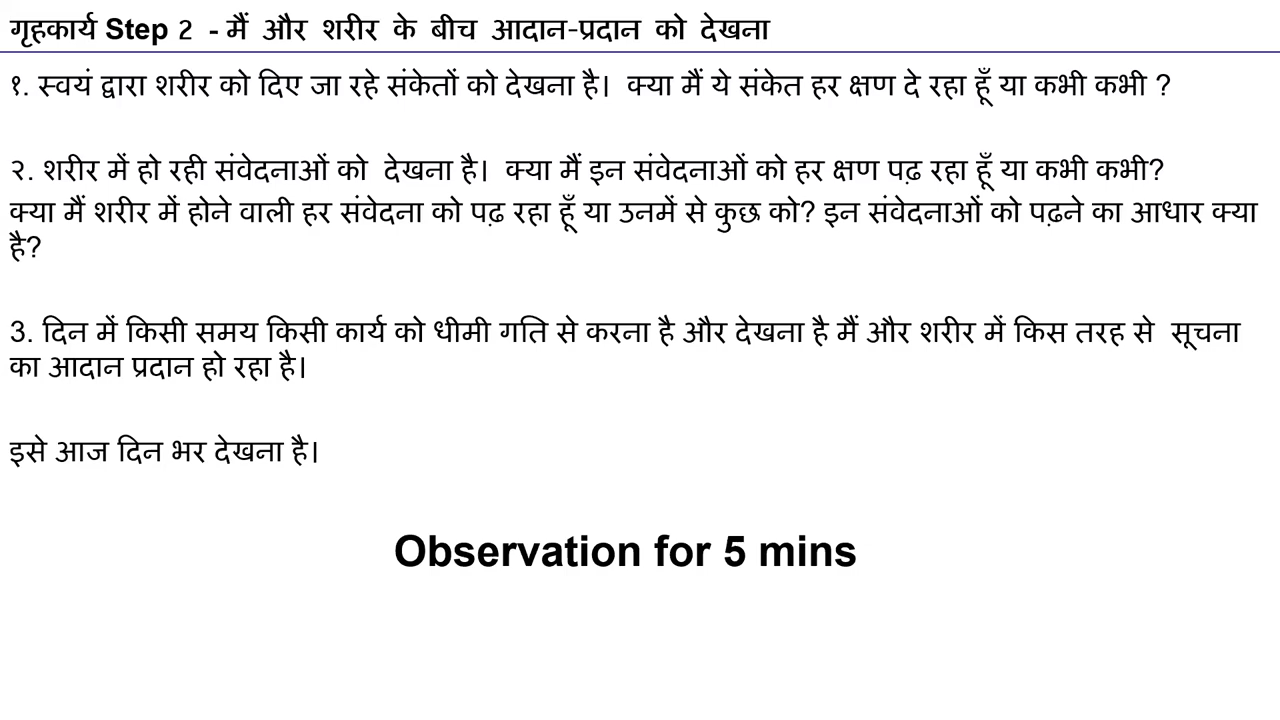 गृहकार्य Step 2 - मैं और शरीर के बीच आदान-प्रदान को देखना
१. स्वयं द्वारा शरीर को दिए जा रहे संकेतों को देखना है। क्या मैं ये संकेत हर क्षण दे रहा हूँ या कभी कभी ?
२. शरीर में हो रही संवेदनाओं को देखना है। क्या मैं इन संवेदनाओं को हर क्षण पढ़ रहा हूँ या कभी कभी?
क्या मैं शरीर में होने वाली हर संवेदना को पढ़ रहा हूँ या उनमें से कुछ को? इन संवेदनाओं को पढ़ने का आधार क्या
है?
3. दिन में किसी समय किसी कार्य को धीमी गति से करना है और देखना है मैं और शरीर में किस तरह से सूचना
का आदान प्रदान हो रहा है।
इसे आज दिन भर देखना है।
Observation for 5 mins